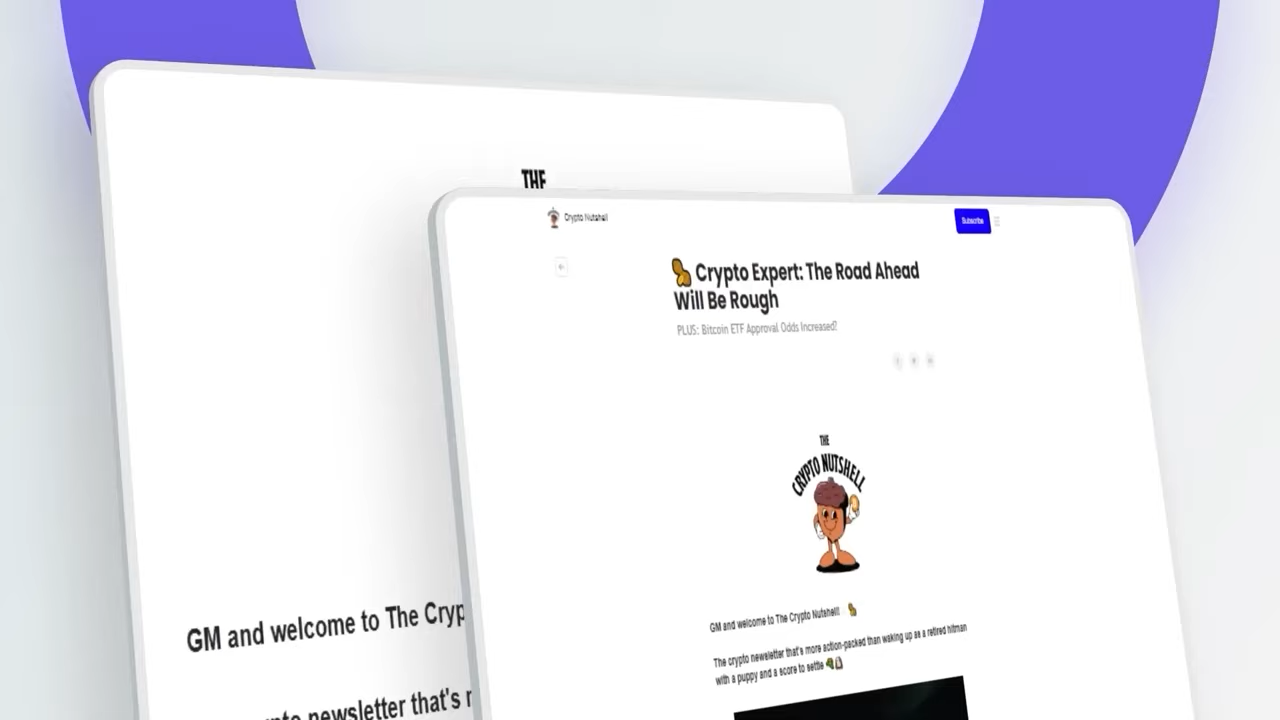 THE
GM and welcome to The Cryp
newsletter that's
Crypto Nutshell
Subscribe
Crypto Expert: The Road Ahead
Will Be Rough
PLUS: Bitcoin ETF Approval Odds Increased?
THE
CRYPTO NUTSHELL
GM and welcome to The Crypto Nutshell!
The crypto newsletter that's more action-packed than waking up as a retired hitman
with a puppy and a score to settle